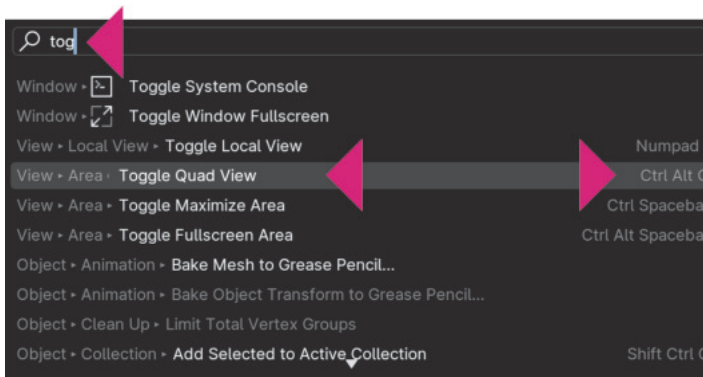 tog
Window ▸ Toggle System Console
Window ▸ Toggle Window Fullscreen
View ▸ Local View ▸ Toggle Local View Numpad
View ▸ Area ▸ Toggle Quad View Ctrl Alt
View ▸ Area ▸ Toggle Maximize Area Ctrl Spaceba
View ▸ Area ▸ Toggle Fullscreen Area Ctrl Alt Spaceba
Object ▸ Animation ▸ Bake Mesh to Grease Pencil...
Object ▸ Animation ▸ Bake Object Transform to Grease Pencil...
Object ▸ Clean Up ▸ Limit Total Vertex Groups
Object ▸ Collection ▸ Add Selected to Active Collection Shift Ctrl